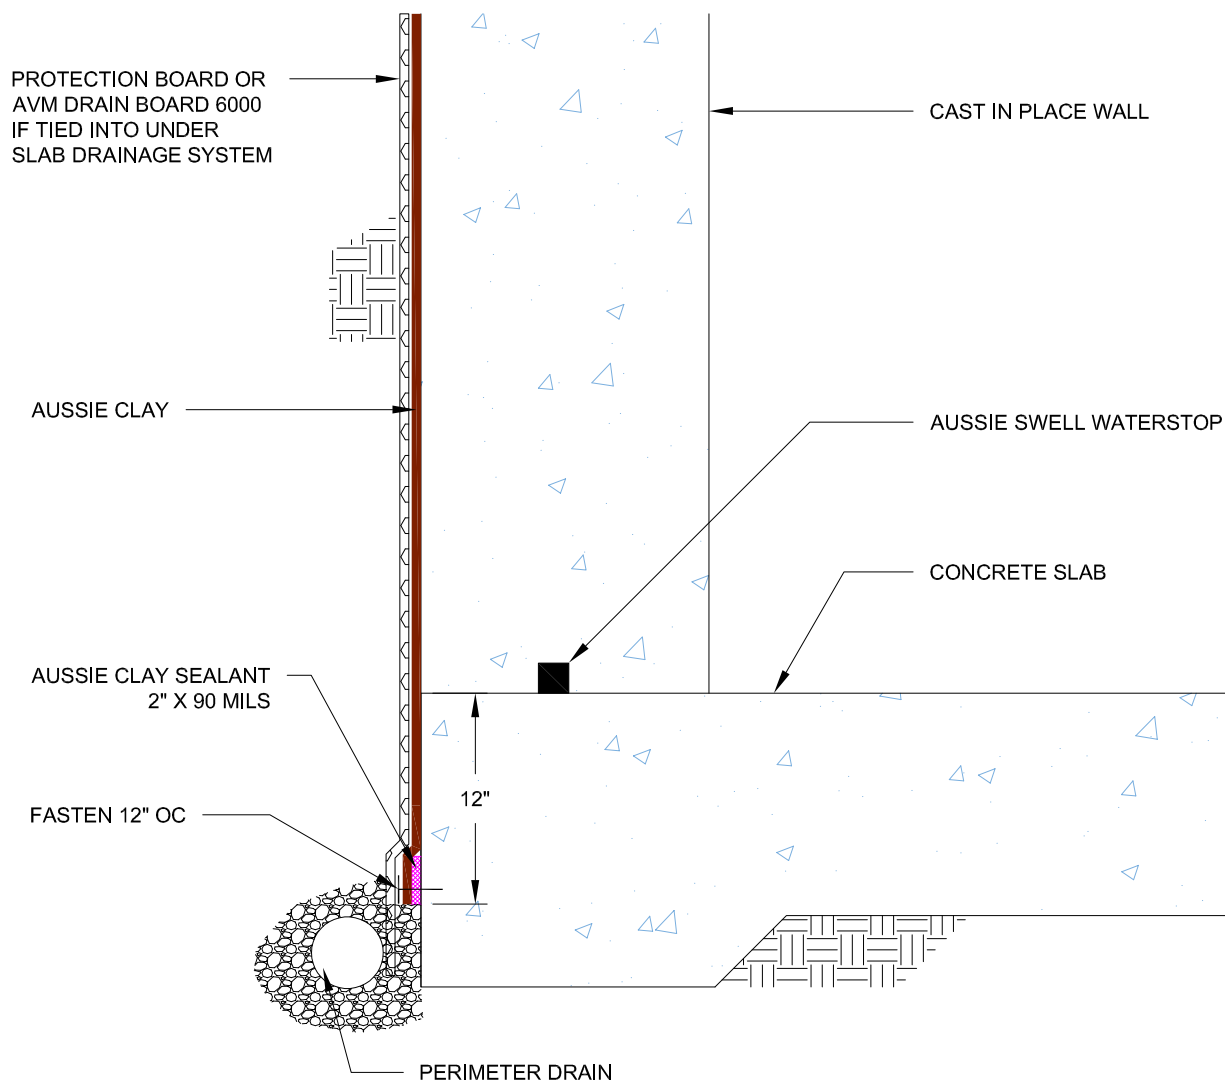 PROTECTION BOARD OR
AVM DRAIN BOARD 6000
IF TIED INTO UNDER
SLAB DRAINAGE SYSTEM
CAST IN PLACE WALL
AUSSIE CLAY
AUSSIE SWELL WATERSTOP
CONCRETE SLAB
AUSSIE CLAY SEALANT
2" X 90 MILS
12"
FASTEN 12" OC
PERIMETER DRAIN